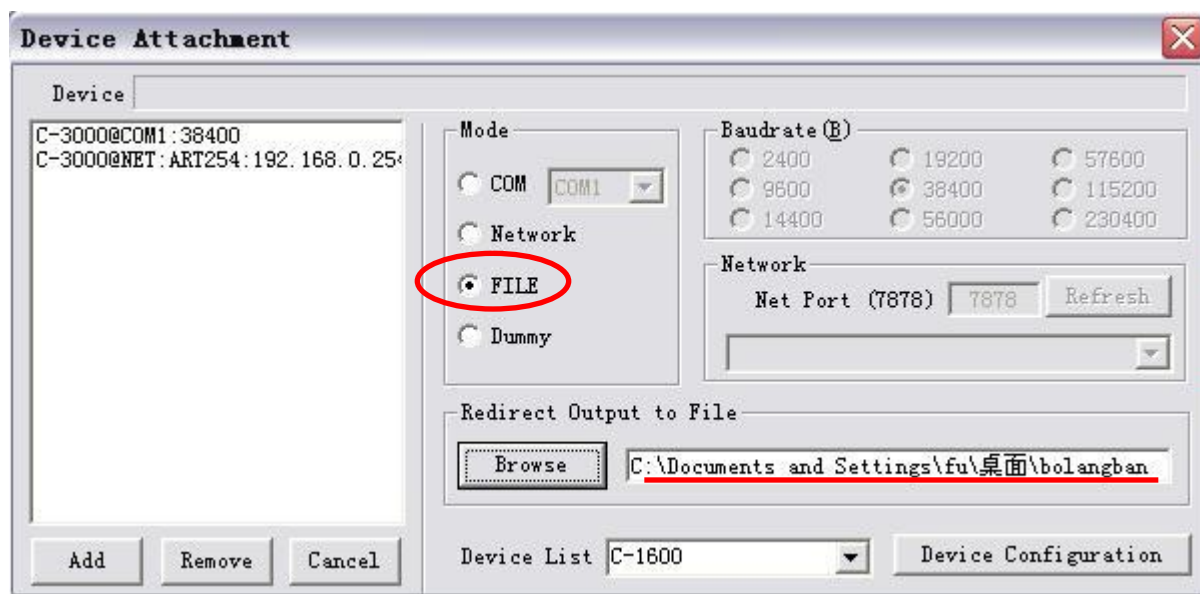 Device Attachment
Device
C-3000@COM1:38400
C-3000@NET:ART254:192.168.0.254
Add
Remove
Cancel
Mode
COM COM1
Network
FILE
Dummy
Baudrate(B)
2400 19200 57600
9600 38400 115200
14400 56000 230400
Network
Net Port (7878) 7878 Refresh
Redirect Output to File
Browse C:\Documents and Settings\fu\桌面\bolangban
Device List C-1600 Device Configuration